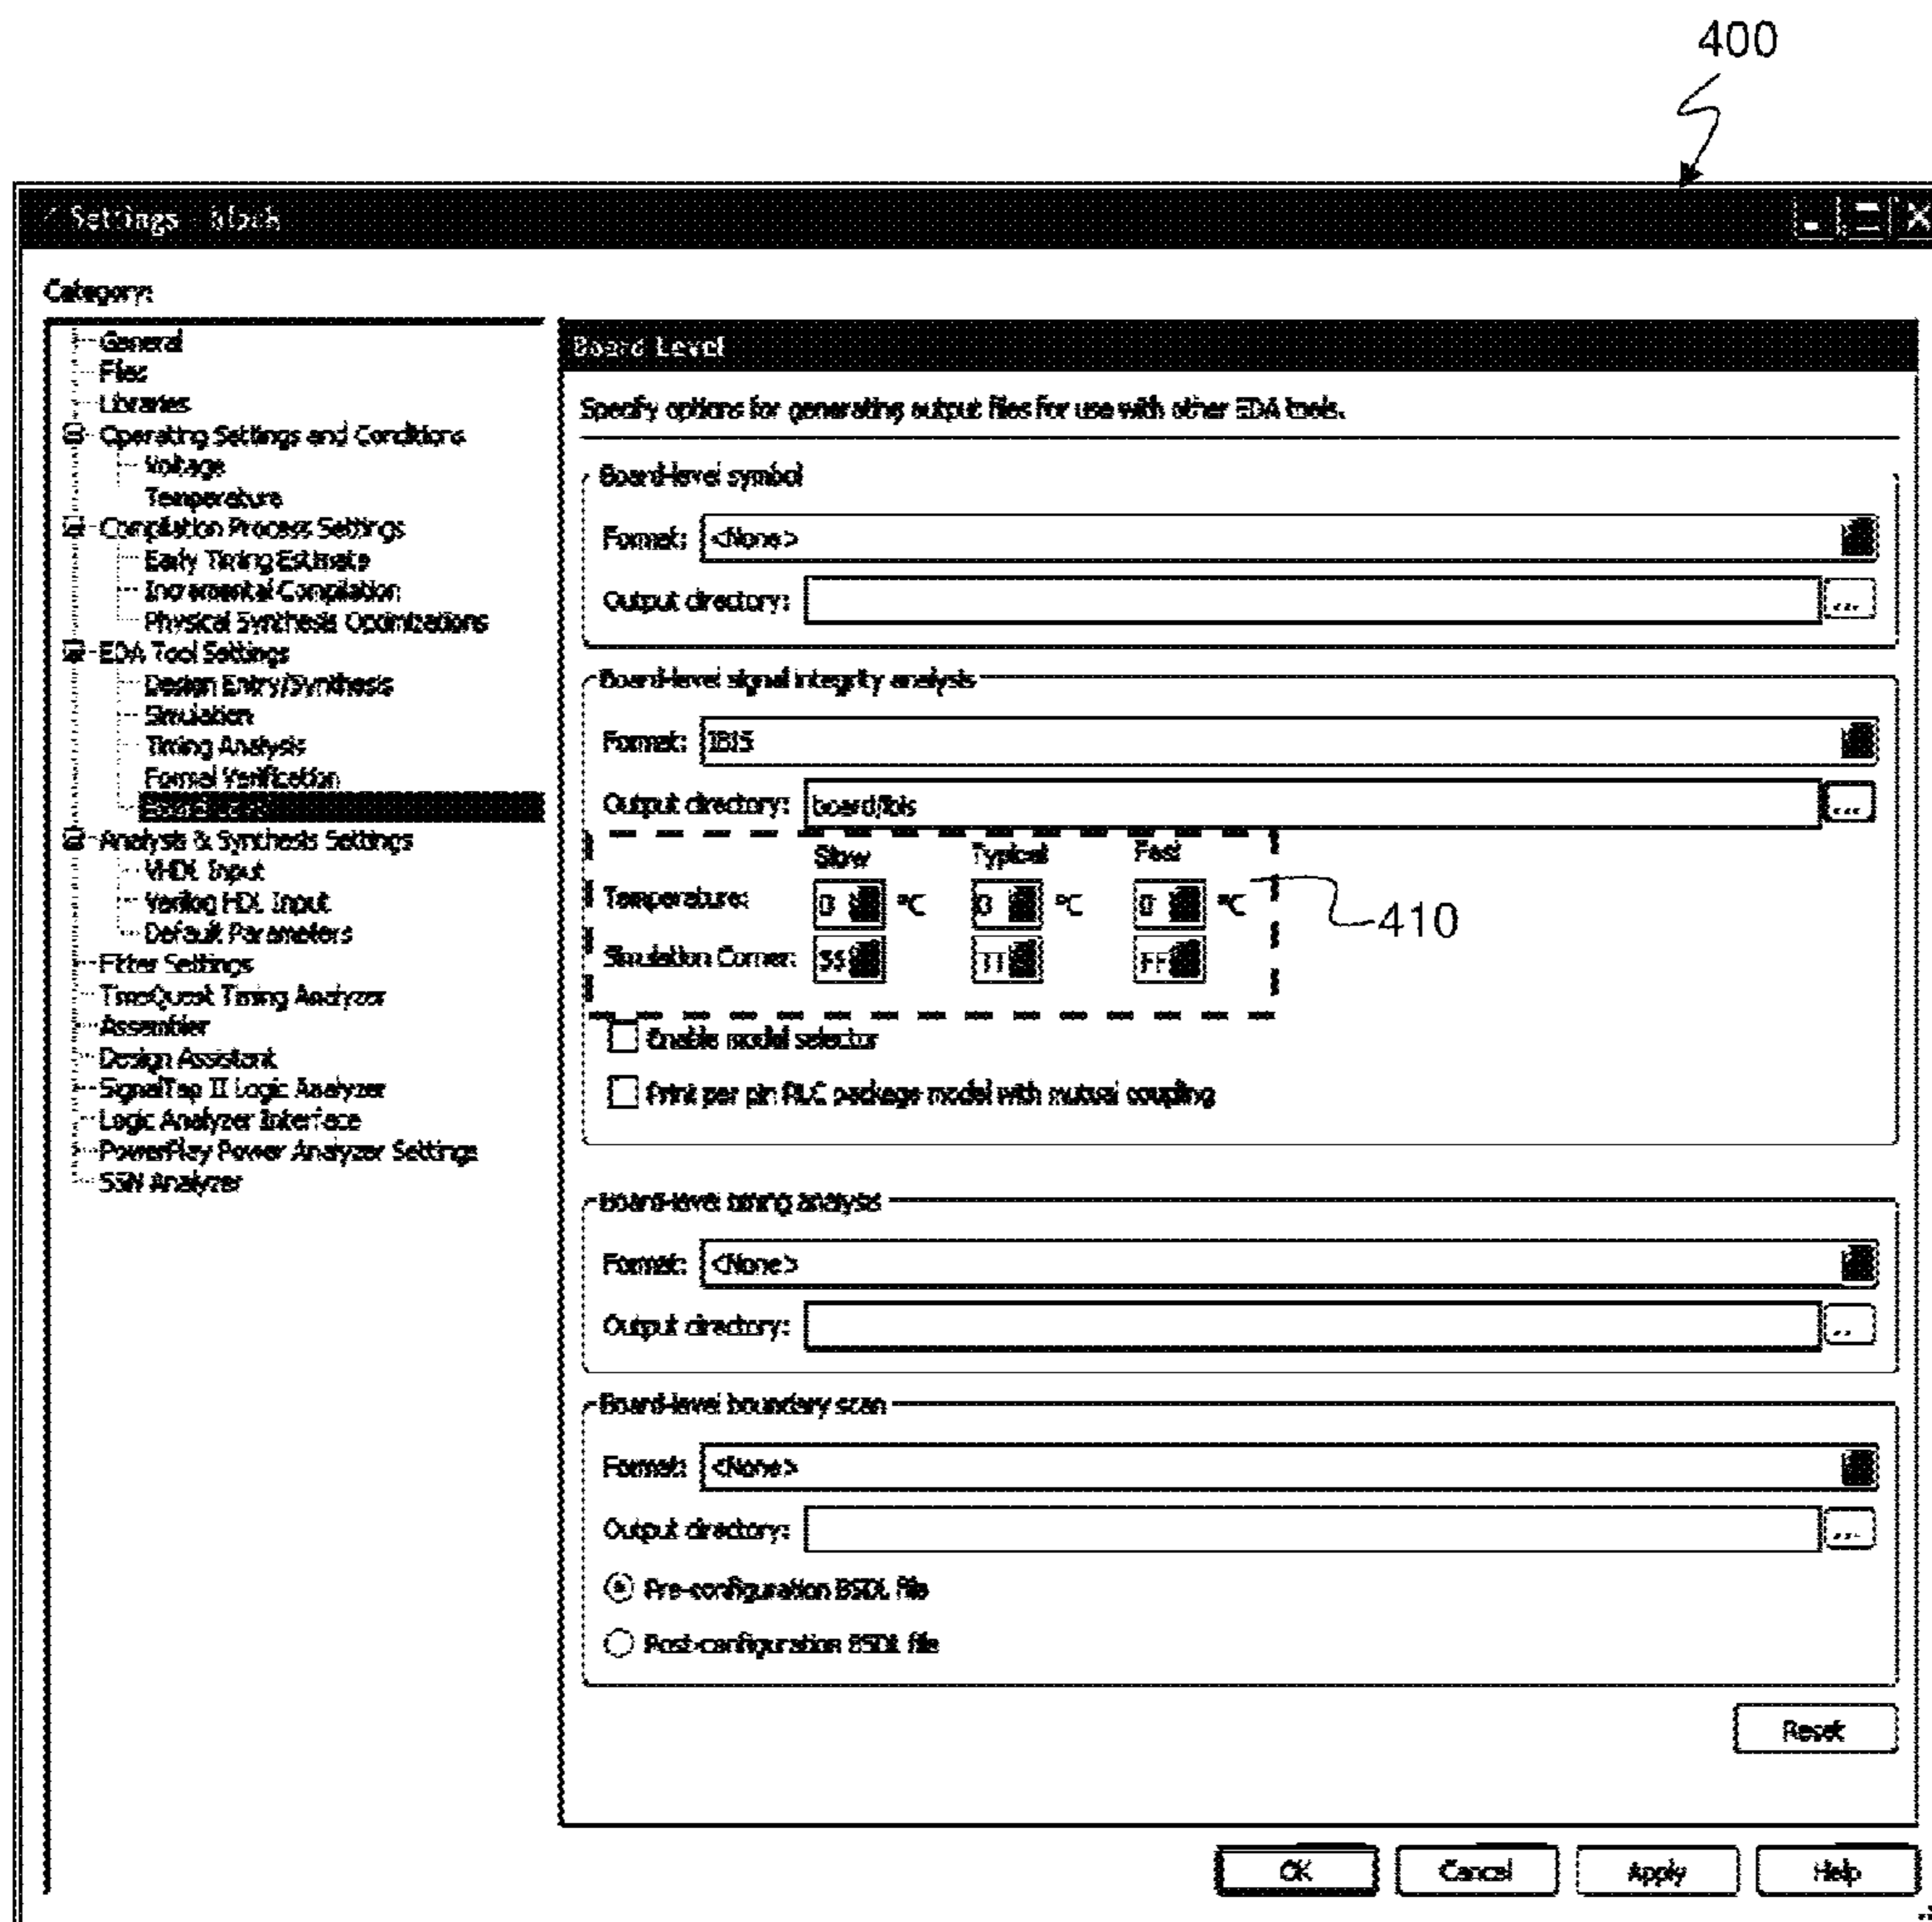 400
Settings - block
Category:
General
Files
Libraries
Operating Settings and Conditions
Voltage
Temperature
Compilation Process Settings
Early Timing Estimate
Incremental Compilation
Physical Synthesis Optimizations
EDA Tool Settings
Design Entry/Synthesis
Simulation
Timing Analysis
Formal Verification
Analysis & Synthesis Settings
VHDL Input
Verilog HDL Input
Default Parameters
Fitter Settings
TimeQuest Timing Analyzer
Assembler
Design Assistant
SignalTap II Logic Analyzer
Logic Analyzer Interface
PowerPlay Power Analyzer Settings
SSN Analyzer
Board Level
Specify options for generating output files for use with other EDA tools.
Board-level symbol
Format: <None>
Output directory: ...
Board-level signal integrity analysis
Format: IBIS
Output directory: board/ibis ...
Slow Typical Fast
Temperature: 0 °C 0 °C 0 °C
Simulation Corner: SS TT FF
410
Enable model selector
Print per pin RLC package model with mutual coupling
Board-level timing analysis
Format: <None>
Output directory: ...
Board-level boundary scan
Format: <None>
Output directory: ...
Pre-configuration BSDL file
Post-configuration BSDL file
Reset
OK Cancel Apply Help